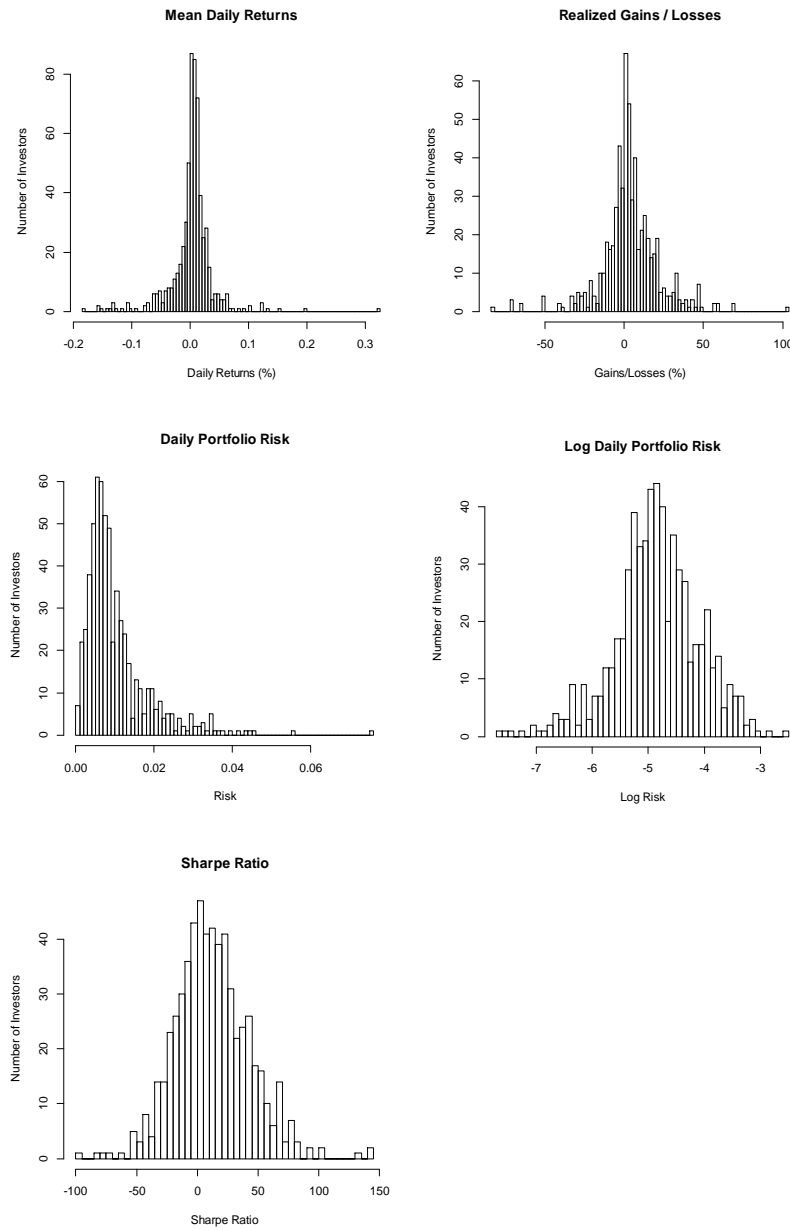 Mean Daily Returns
Number of Investors
0
20
40
60
80
-0.2 -0.1 0.0 0.1 0.2 0.3
Daily Returns (%)
Realized Gains / Losses
Number of Investors
0
10
20
30
40
50
60
-50 0 50 100
Gains/Losses (%)
Daily Portfolio Risk
Number of Investors
0
10
20
30
40
50
60
0.00 0.02 0.04 0.06
Risk
Log Daily Portfolio Risk
Number of Investors
0
10
20
30
40
-7 -6 -5 -4 -3
Log Risk
Sharpe Ratio
Number of Investors
0
10
20
30
40
-100 -50 0 50 100 150
Sharpe Ratio